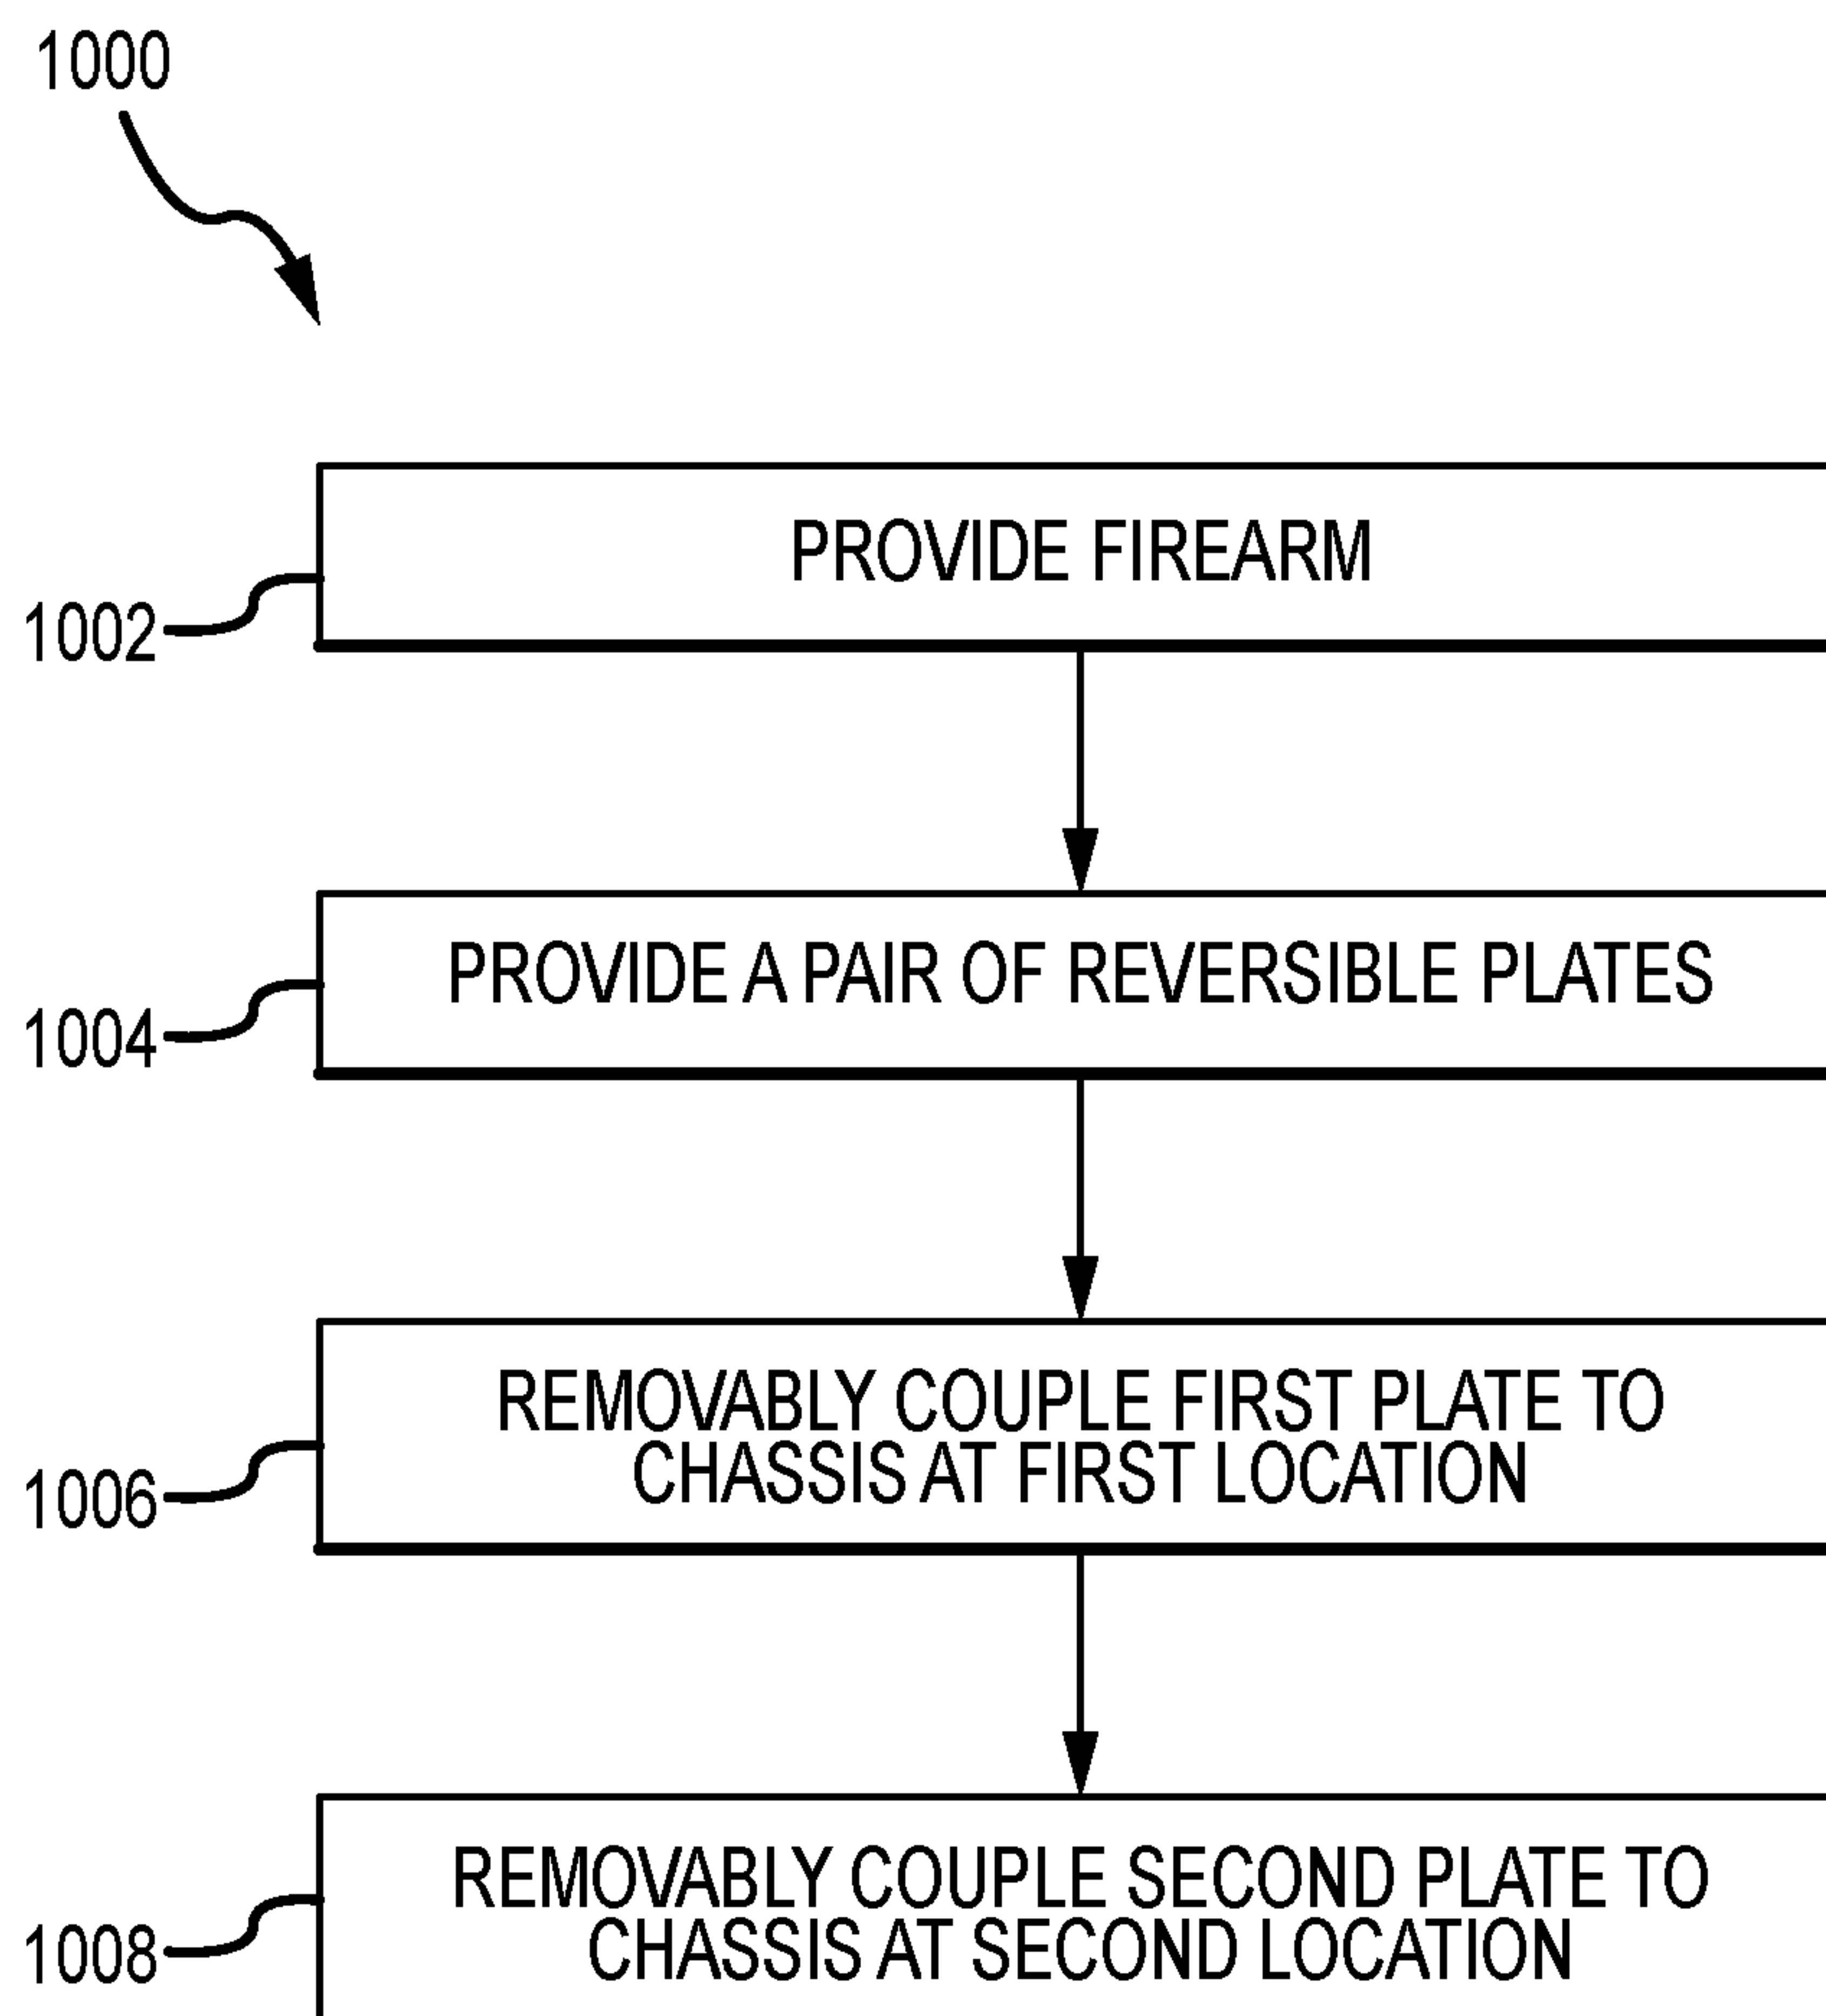 1000
PROVIDE FIREARM
1002
PROVIDE A PAIR OF REVERSIBLE PLATES
1004
REMOVABLY COUPLE FIRST PLATE TO
CHASSIS AT FIRST LOCATION
1006
REMOVABLY COUPLE SECOND PLATE TO
CHASSIS AT SECOND LOCATION
1008